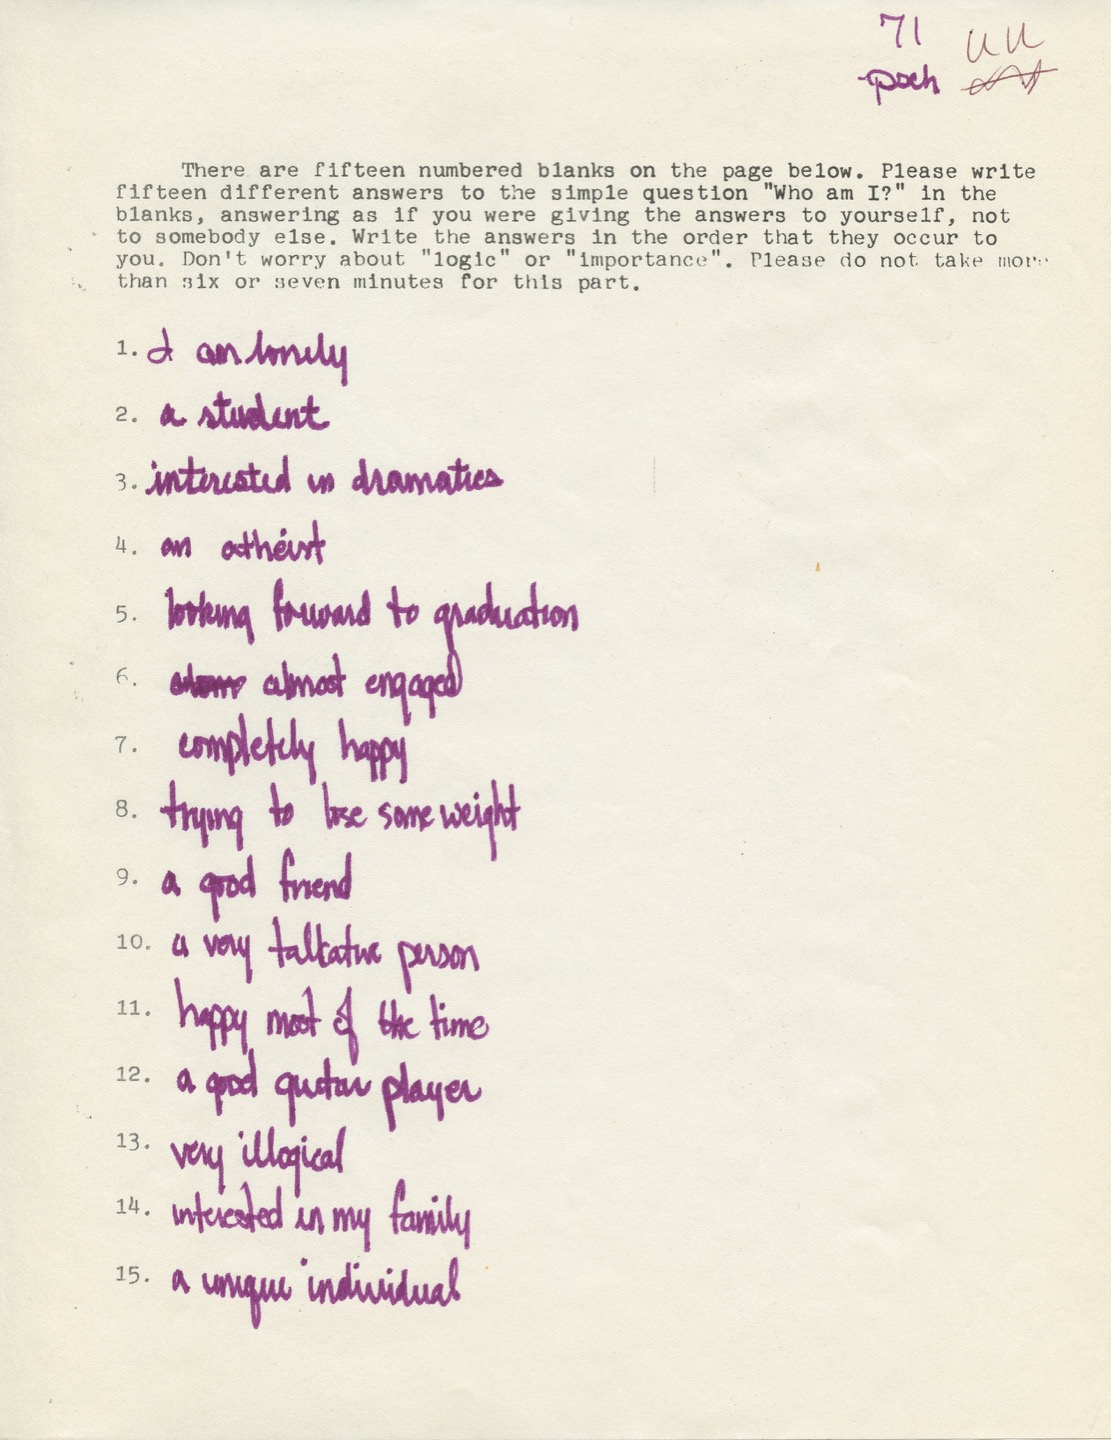 71
There are fifteen numbered blanks on the page below. Please write
fifteen different answers to the simple question "Who am I?" in the
blanks, answering as if you were giving the answers to yourself, not
to somebody else. Write the answers in the order that they occur to
you. Don't worry about "logic" or "importance". Please do not take more
than six or seven minutes for this part.
1. I am lonely
2. a student
3. interested in dramatics
4. an atheist
5. looking forward to graduation
6. almost engaged
7. completely happy
8. trying to lose some weight
9. a good friend
10. a very talkative person
11. happy most of the time
12. a good guitar player
13. very illogical
14. interested in my family
15. a unique individual